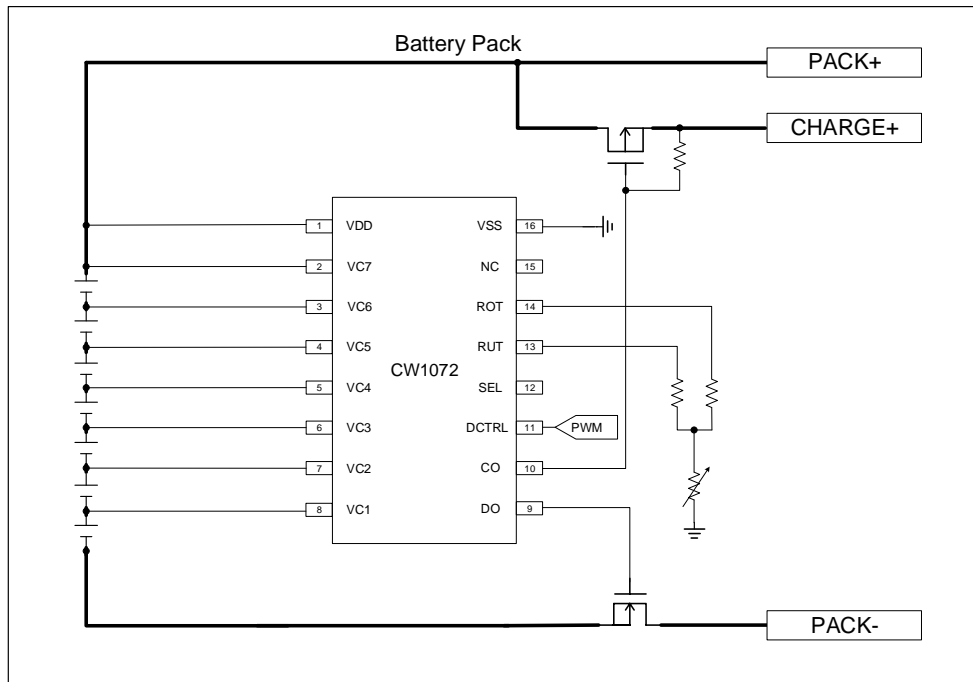 Battery Pack
PACK+
CHARGE+
1 VDD VSS 16
2 VC7 NC 15
3 VC6 ROT 14
4 VC5 RUT 13
CW1072
5 VC4 SEL 12
6 VC3 DCTRL 11 PWM
7 VC2 CO 10
8 VC1 DO 9
PACK-